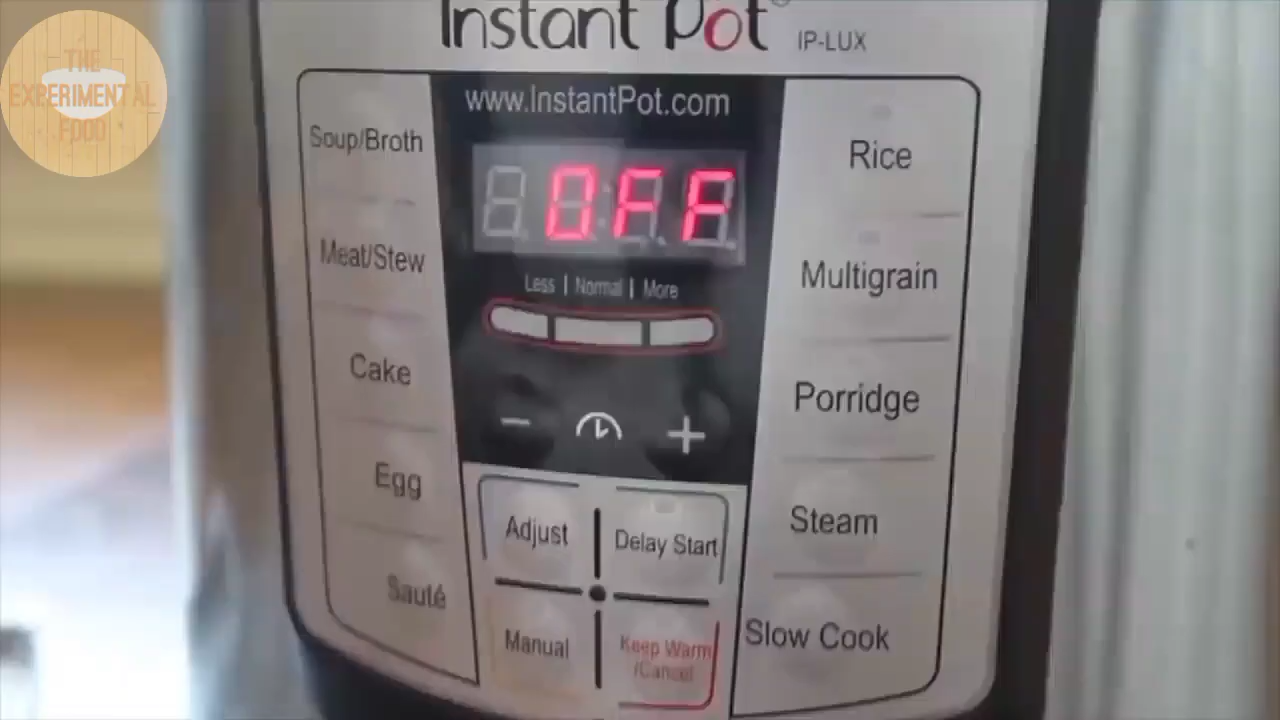 THE
EXPERIMENTAL
FOOD
Instant Pot®
IP-LUX
www.InstantPot.com
OFF
Less | Normal | More
Soup/Broth
Meat/Stew
Cake
Egg
Sauté
− +
Adjust
Delay Start
Manual
Keep Warm
/Cancel
Rice
Multigrain
Porridge
Steam
Slow Cook